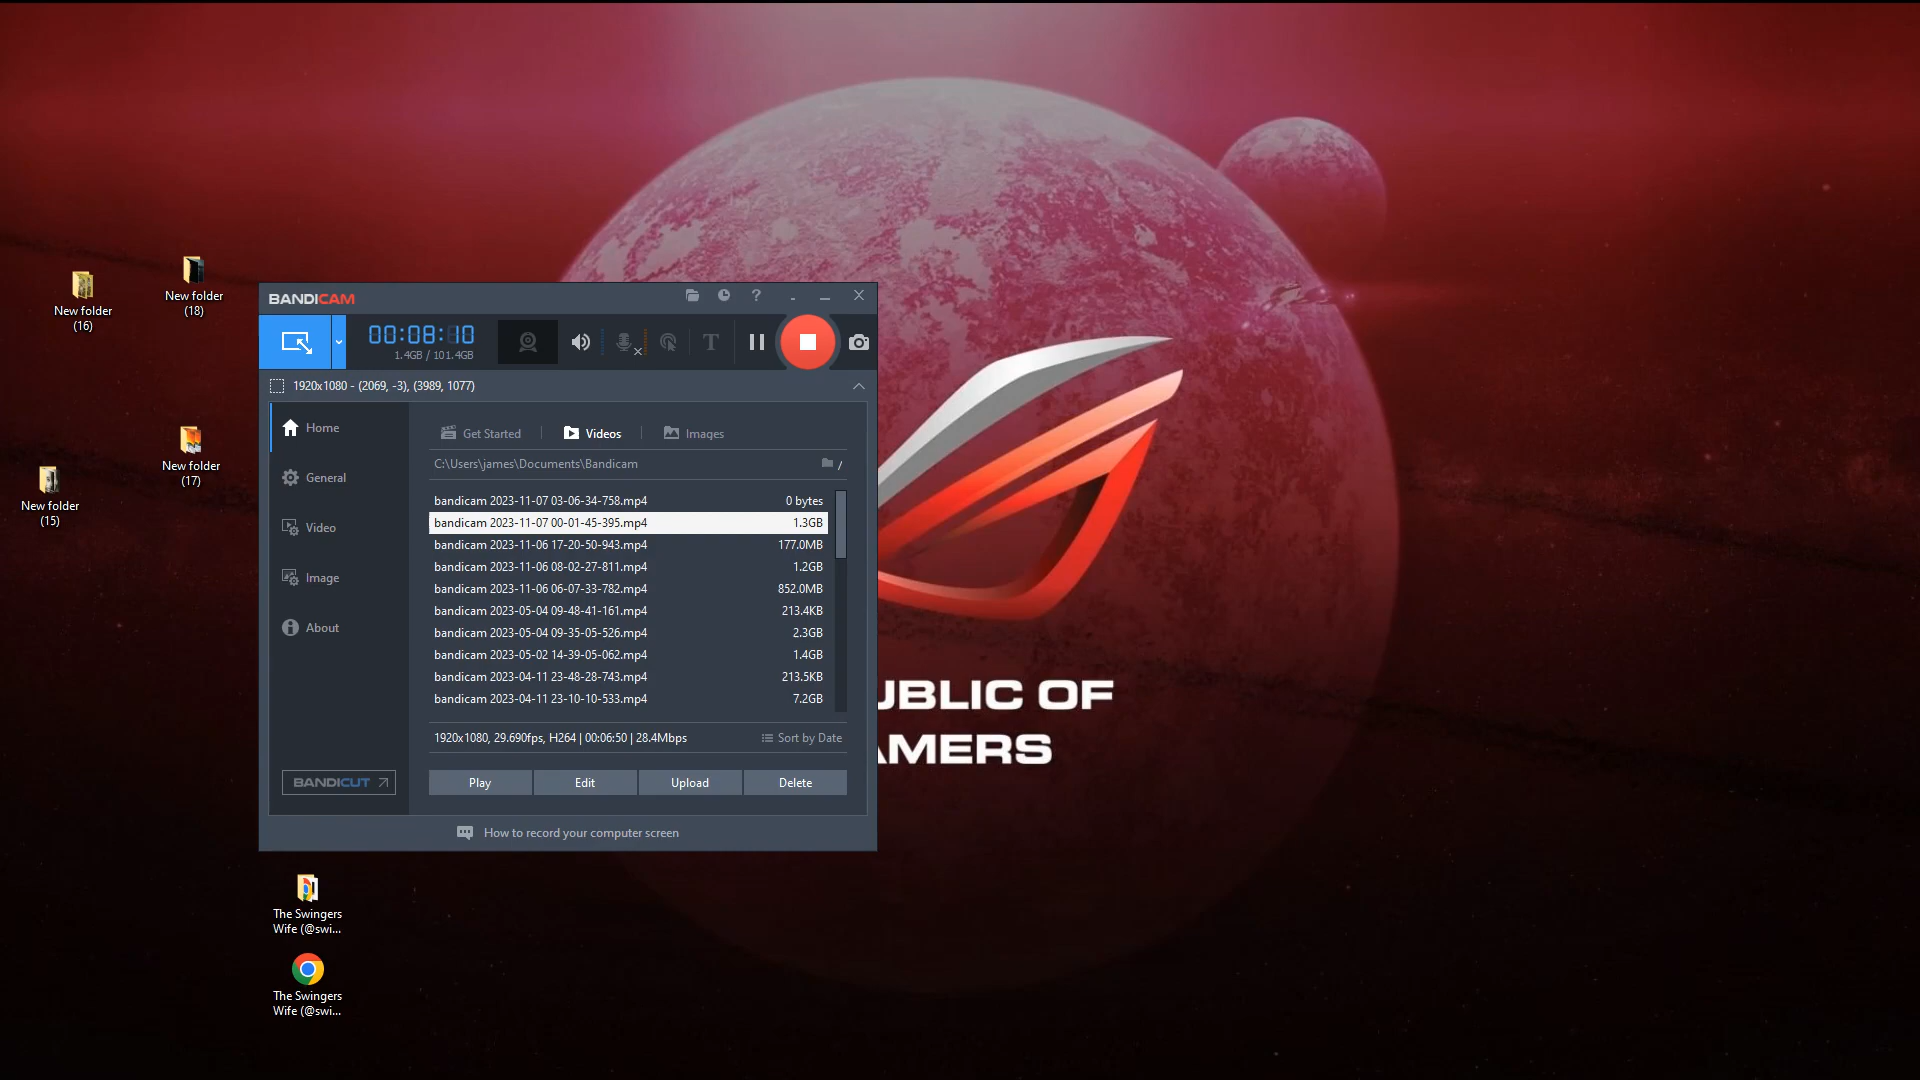 New folder
(16)
New folder
(18)
New folder
(17)
New folder
(15)
BANDICAM
00:08:10
1.4GB / 101.4GB
T
1920x1080 - (2069, -3), (3989, 1077)
Home
General
Video
Image
About
BANDICUT
Get Started
Videos
Images
C:\Users\james\Documents\Bandicam
bandicam 2023-11-07 03-06-34-758.mp4 0 bytes
bandicam 2023-11-07 00-01-45-395.mp4 1.3GB
bandicam 2023-11-06 17-20-50-943.mp4 177.0MB
bandicam 2023-11-06 08-02-27-811.mp4 1.2GB
bandicam 2023-11-06 06-07-33-782.mp4 852.0MB
bandicam 2023-05-04 09-48-41-161.mp4 213.4KB
bandicam 2023-05-04 09-35-05-526.mp4 2.3GB
bandicam 2023-05-02 14-39-05-062.mp4 1.4GB
bandicam 2023-04-11 23-48-28-743.mp4 213.5KB
bandicam 2023-04-11 23-10-10-533.mp4 7.2GB
1920x1080, 29.690fps, H264 | 00:06:50 | 28.4Mbps
Sort by Date
Play
Edit
Upload
Delete
How to record your computer screen
UBLIC OF
AMERS
The Swingers
Wife (@swi...
The Swingers
Wife (@swi...